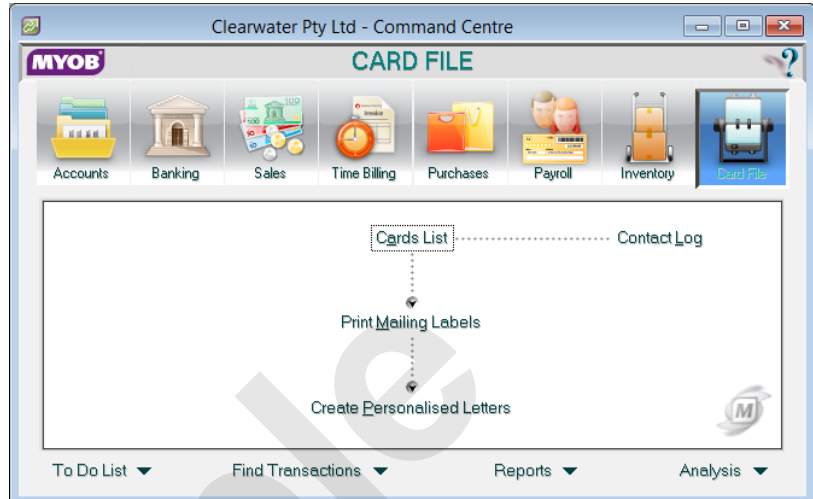 Clearwater Pty Ltd - Command Centre
MYOB CARD FILE ?
Accounts Banking Sales Time Billing Purchases Payroll Inventory Card File
Cards List Contact Log
Print Mailing Labels
Create Personalised Letters
M
To Do List Find Transactions Reports Analysis